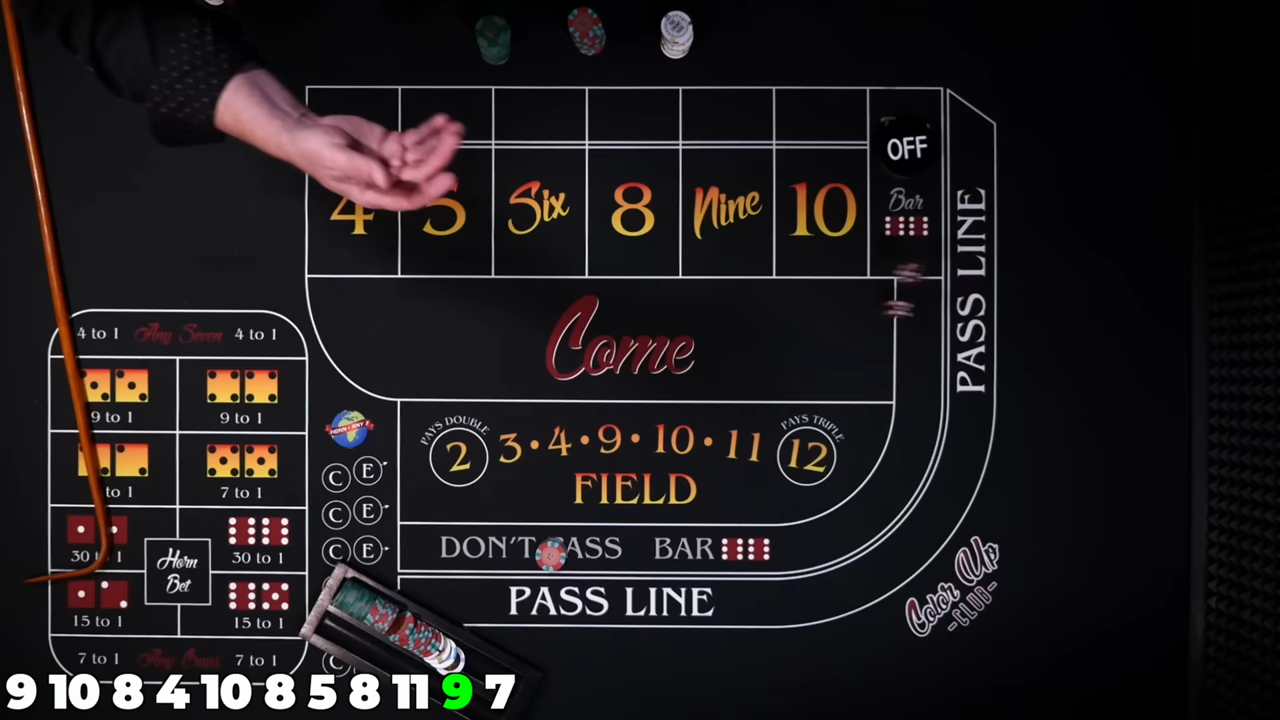 4 5 Six 8 Nine 10
OFF
Bar
PASS LINE
Come
4 to 1 Any Seven 4 to 1
9 to 1 9 to 1
to 1 7 to 1
30 1 30 to 1
Horn
Bet
15 to 1 15 to 1
7 to 1 Any Craps 7 to 1
C E
C E
C E
C
PAYS DOUBLE
2 3 • 4 • 9 • 10 • 11 12
PAYS TRIPLE
FIELD
DON'T PASS BAR
PASS LINE
Color Up
-CLUB-
9 10 8 4 10 8 5 8 11 9 7